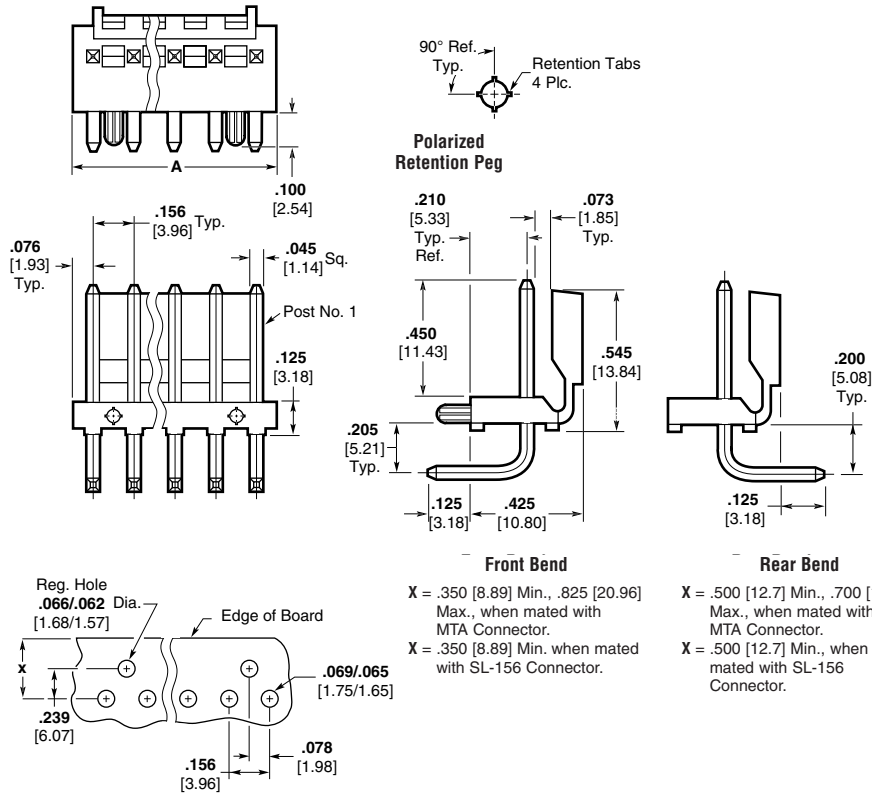 90° Ref.
Typ.
Retention Tabs
4 Plc.
Polarized
Retention Peg
A
.100
[2.54]
.156
[3.96]
Typ.
.076
[1.93]
Typ.
.045
[1.14]
Sq.
Post No. 1
.125
[3.18]
.210
[5.33]
Typ.
Ref.
.073
[1.85]
Typ.
.450
[11.43]
.545
[13.84]
.205
[5.21]
Typ.
.125
[3.18]
.425
[10.80]
.200
[5.08]
Typ.
.125
[3.18]
Front Bend
X = .350 [8.89] Min., .825 [20.96]
Max., when mated with
MTA Connector.
X = .350 [8.89] Min. when mated
with SL-156 Connector.
Rear Bend
X = .500 [12.7] Min., .700 [
Max., when mated with
MTA Connector.
X = .500 [12.7] Min., when
mated with SL-156
Connector.
Reg. Hole
.066/.062
[1.68/1.57]
Dia.
Edge of Board
x
.239
[6.07]
.069/.065
[1.75/1.65]
.078
[1.98]
.156
[3.96]